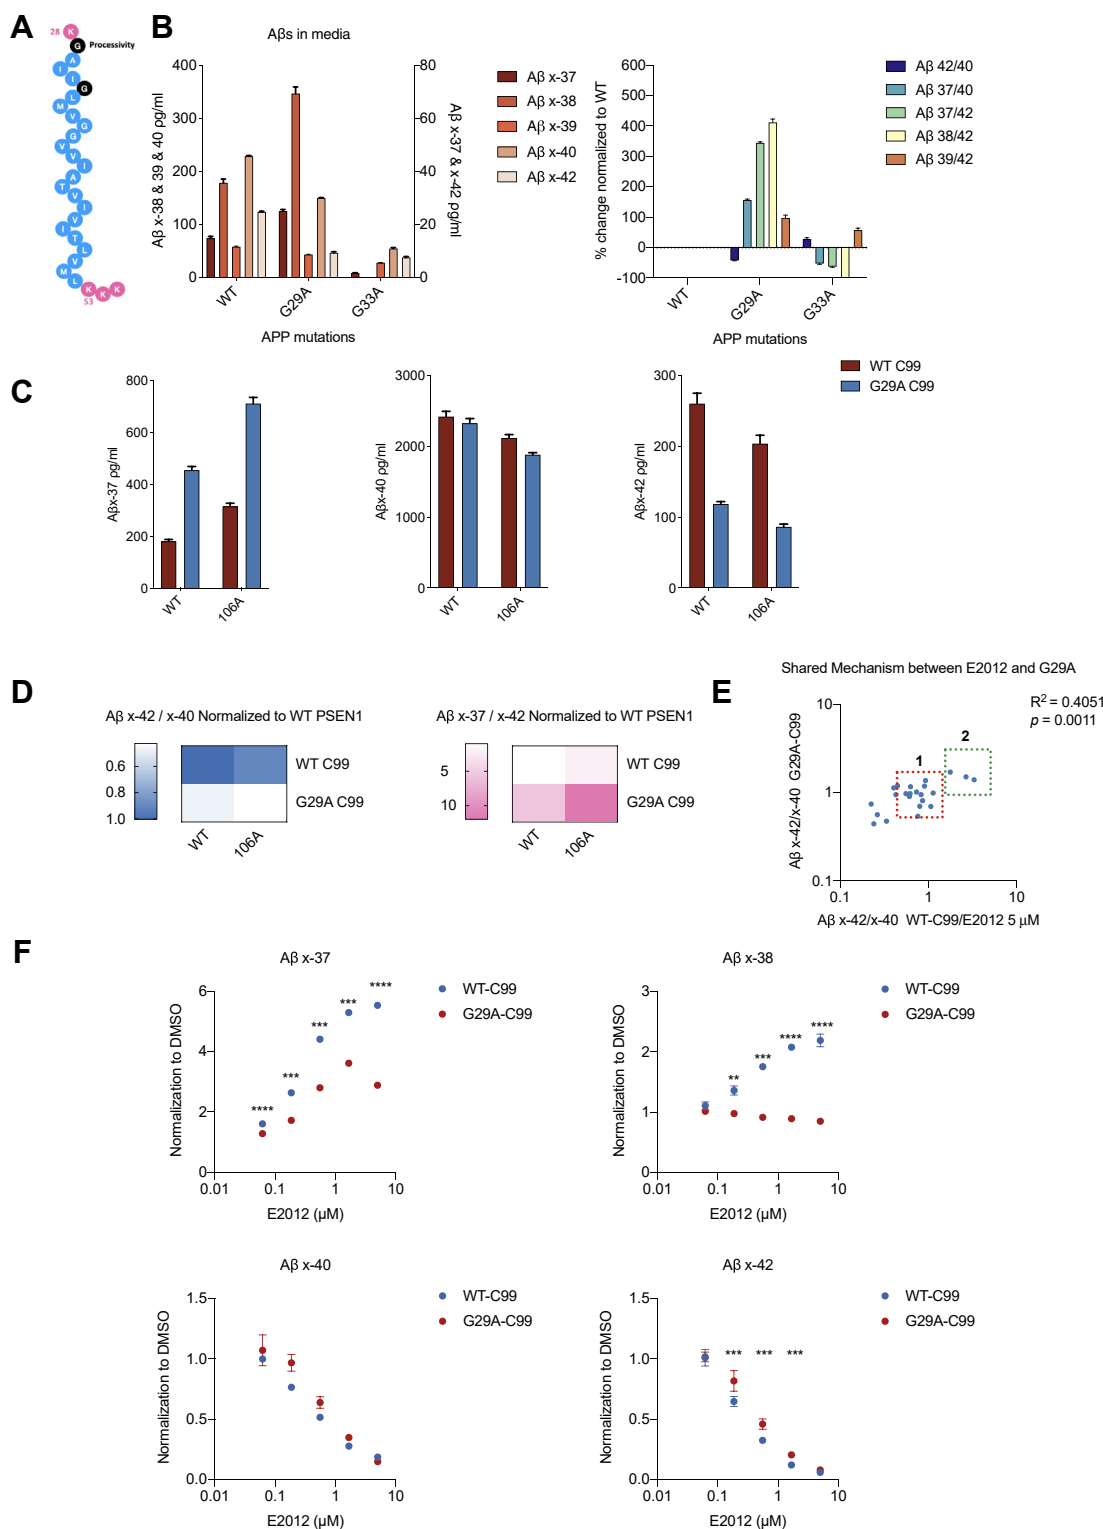 A
28 K
G Processivity
A
I
I
G
L
M
V
G
G
V
V
I
A
T
V
I
V
I
T
L
V
M
L
K K K
53
B
Aβs in media
400
300
200
100
0
80
60
40
20
0
Aβ x-38 & 39 & 40 ρg/ml
Aβ x-37 & x-42 ρg/ml
WT
G29A
G33A
APP mutations
Aβ x-37
Aβ x-38
Aβ x-39
Aβ x-40
Aβ x-42
600
500
400
300
200
100
0
-100
% change normalized to WT
WT
G29A
G33A
APP mutations
Aβ 42/40
Aβ 37/40
Aβ 37/42
Aβ 38/42
Aβ 39/42
C
800
600
400
200
0
Aβx-37 ρg/ml
WT
106A
3000
2000
1000
0
Aβx-40 ρg/ml
WT
106A
300
200
100
0
Aβx-42 ρg/ml
WT
106A
WT C99
G29A C99
D
Aβ x-42 / x-40 Normalized to WT PSEN1
0.6
0.8
1.0
WT C99
G29A C99
WT
106A
Aβ x-37 / x-42 Normalized to WT PSEN1
5
10
WT C99
G29A C99
WT
106A
E
Shared Mechanism between E2012 and G29A
R² = 0.4051
p = 0.0011
10
1
0.1
Aβ x-42/x-40 G29A-C99
1
2
0.1
1
10
Aβ x-42/x-40 WT-C99/E2012 5 μM
F
Aβ x-37
6
4
2
0
Normalization to DMSO
****
***
***
***
****
0.01
0.1
1
10
E2012 (μM)
WT-C99
G29A-C99
Aβ x-38
3
2
1
0
Normalization to DMSO
**
***
****
****
0.01
0.1
1
10
E2012 (μM)
WT-C99
G29A-C99
Aβ x-40
1.5
1.0
0.5
0.0
Normalization to DMSO
0.01
0.1
1
10
E2012 (μM)
WT-C99
G29A-C99
Aβ x-42
1.5
1.0
0.5
0.0
Normalization to DMSO
***
***
***
0.01
0.1
1
10
E2012 (μM)
WT-C99
G29A-C99